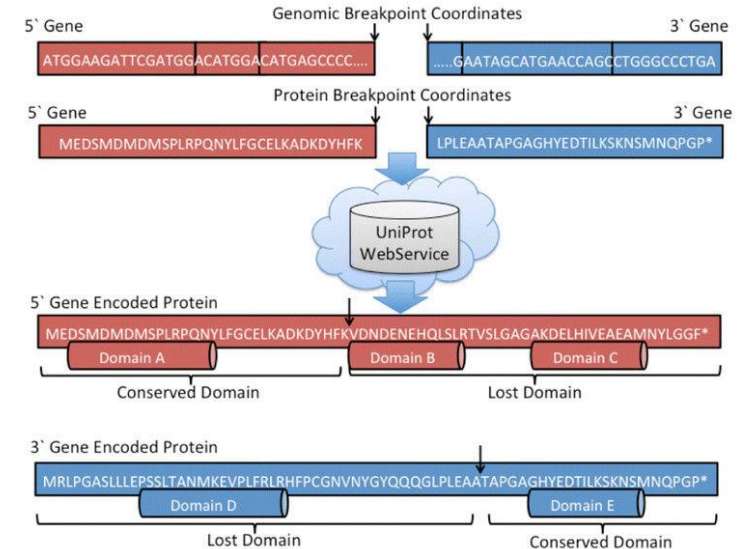 Genomic Breakpoint Coordinates
5` Gene
3` Gene
ATGGAAGATTCGATGGACATGGACATGAGCCCC....
.....GAATAGCATGAACCAGCCTGGGCCCTGA
Protein Breakpoint Coordinates
5` Gene
3` Gene
MEDSMDMDMSPLRPQNYLFGCELKADKDYHFK
LPLEAATAPGAGHYEDTILKSKNSMNQPGP*
UniProt
WebService
5` Gene Encoded Protein
MEDSMDMDMSPLRPQNYLFGCELKADKDYHFKVDNDENEHQLSLRTVSLGAGAKDELHIVEAEAMNYLGGF*
Domain A
Domain B
Domain C
Conserved Domain
Lost Domain
3` Gene Encoded Protein
MRLPGASLLLEPSSLTANMKEVPLFRLRHFPCGNVNYGYQQQGLPLEAATAPGAGHYEDTILKSKNSMNQPGP*
Domain D
Domain E
Lost Domain
Conserved Domain